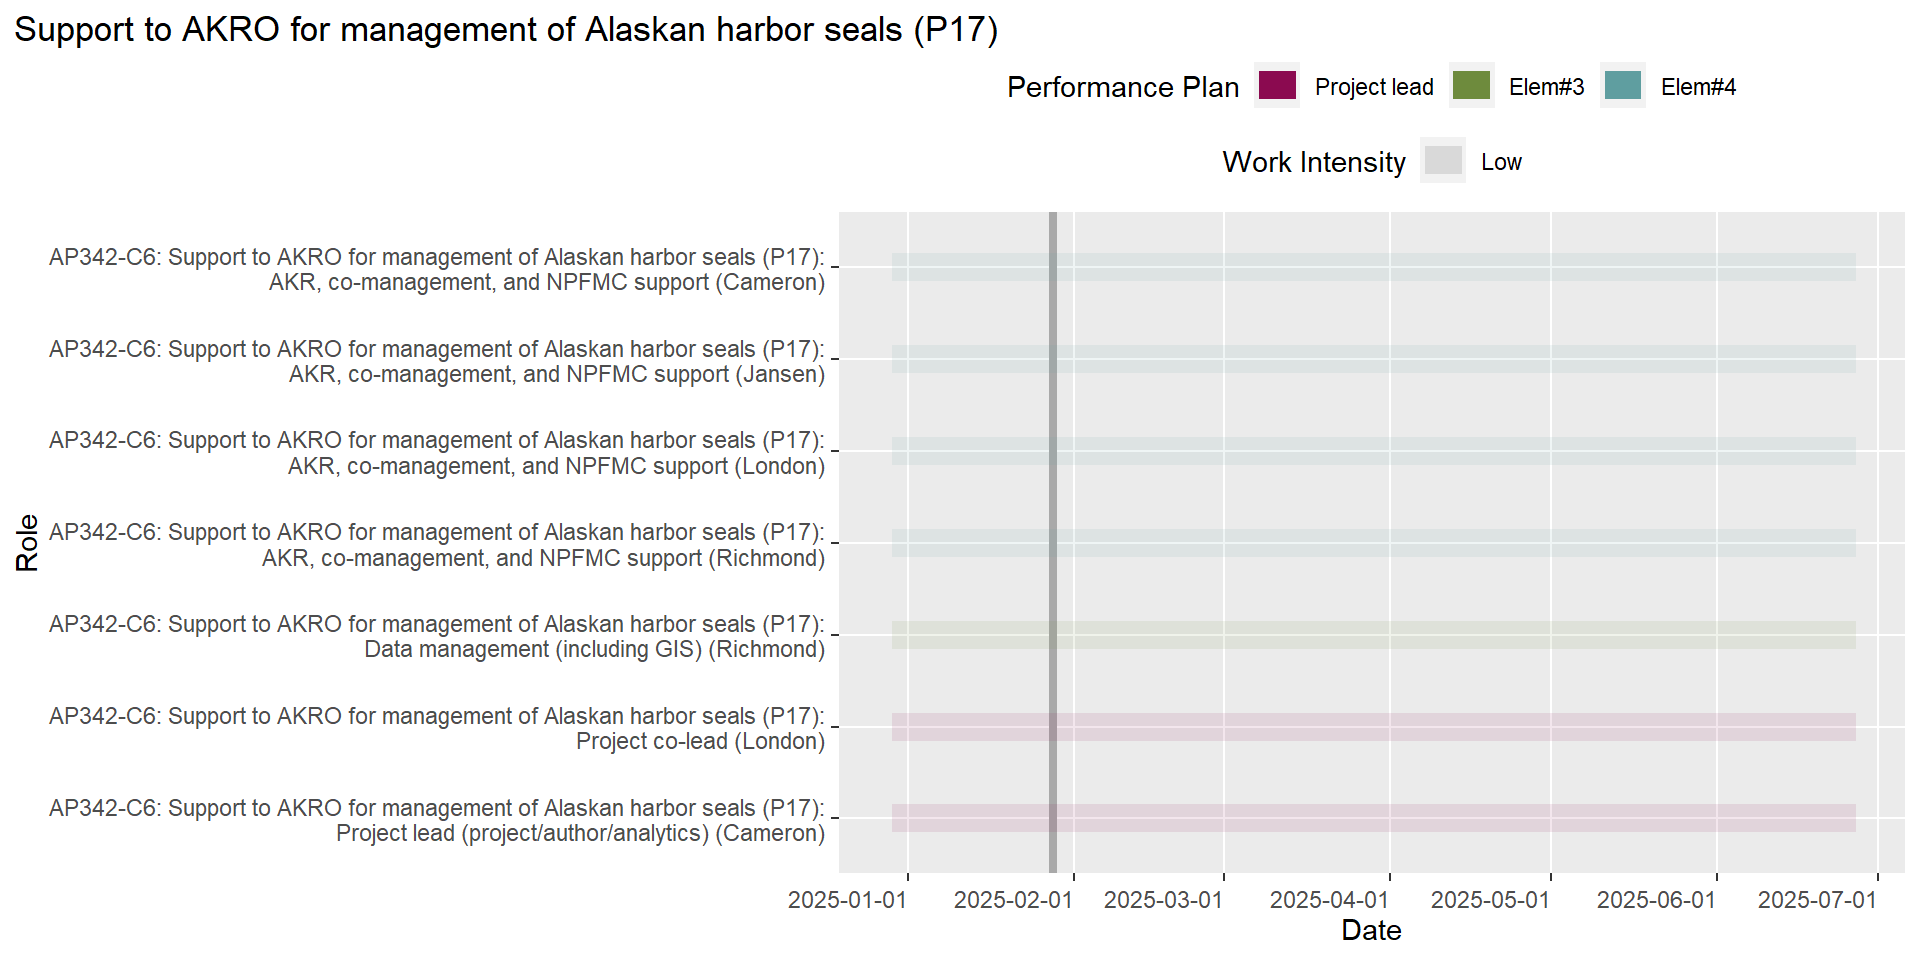 Support to AKRO for management of Alaskan harbor seals (P17)
Performance Plan Project lead Elem#3 Elem#4
Work Intensity Low
AP342-C6: Support to AKRO for management of Alaskan harbor seals (P17):
AKR, co-management, and NPFMC support (Cameron)
AP342-C6: Support to AKRO for management of Alaskan harbor seals (P17):
AKR, co-management, and NPFMC support (Jansen)
AP342-C6: Support to AKRO for management of Alaskan harbor seals (P17):
AKR, co-management, and NPFMC support (London)
Role
AP342-C6: Support to AKRO for management of Alaskan harbor seals (P17):
AKR, co-management, and NPFMC support (Richmond)
AP342-C6: Support to AKRO for management of Alaskan harbor seals (P17):
Data management (including GIS) (Richmond)
AP342-C6: Support to AKRO for management of Alaskan harbor seals (P17):
Project co-lead (London)
AP342-C6: Support to AKRO for management of Alaskan harbor seals (P17):
Project lead (project/author/analytics) (Cameron)
2025-01-01 2025-02-01 2025-03-01 2025-04-01 2025-05-01 2025-06-01 2025-07-01
Date